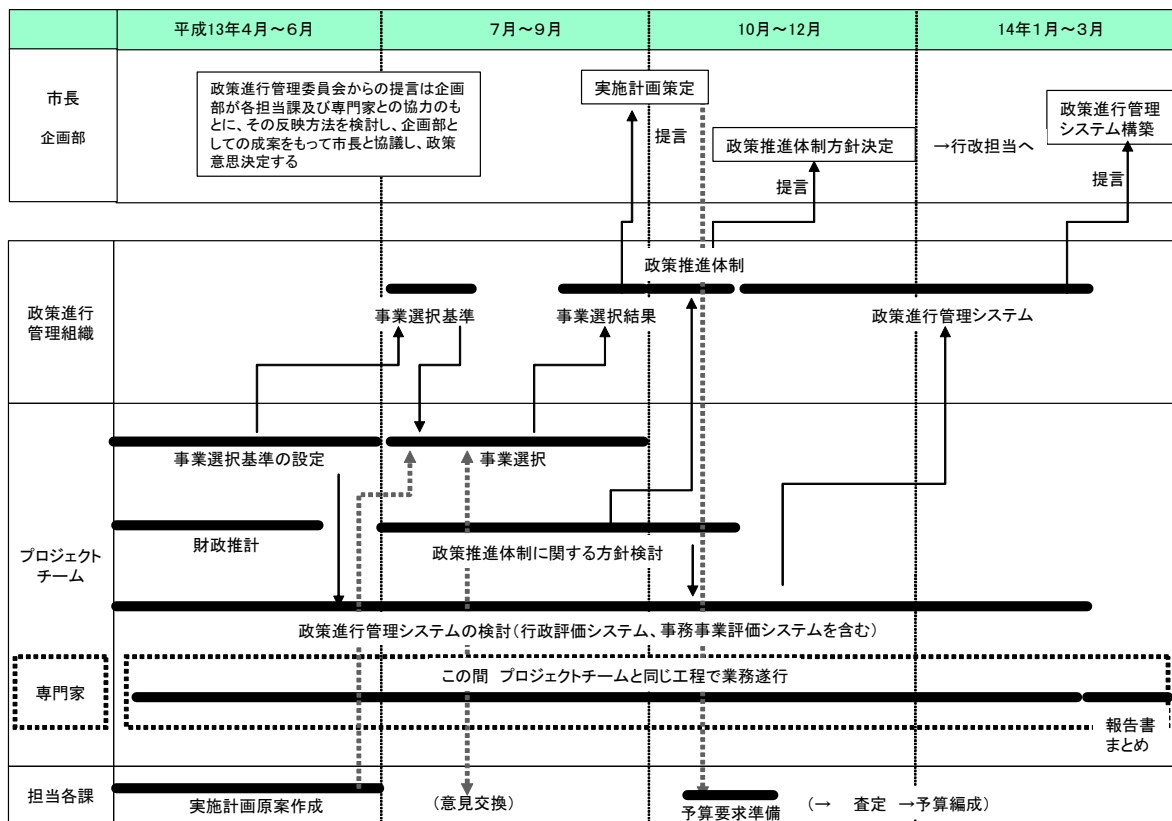 平成13年４月～６月
７月～９月
10月～12月
14年１月～３月
市長
企画部
政策進行管理委員会からの提言は企画
部が各担当課及び専門家との協力のも
とに、その反映方法を検討し、企画部と
しての成案をもって市長と協議し、政策
意思決定する
実施計画策定
提言
政策推進体制方針決定
→行改担当へ
提言
政策進行管理
システム構築
提言
政策進行
管理組織
政策推進体制
事業選択基準
事業選択結果
政策進行管理システム
プロジェクト
チーム
事業選択基準の設定
事業選択
財政推計
政策推進体制に関する方針検討
政策進行管理システムの検討（行政評価システム、事務事業評価システムを含む）
専門家
この間 プロジェクトチームと同じ工程で業務遂行
報告書
まとめ
担当各課
実施計画原案作成
（意見交換）
予算要求準備
（→ 査定 →予算編成）